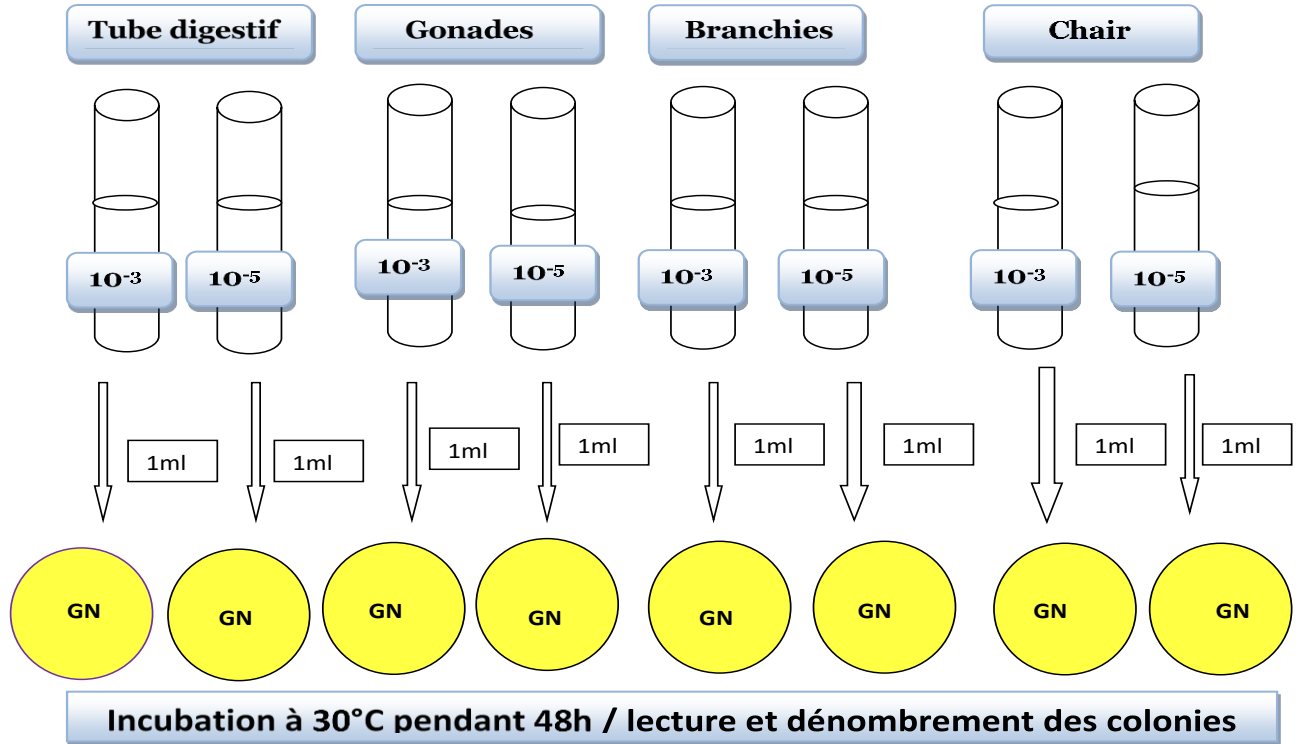 Tube digestif Gonades Branchies Chair
10⁻³ 10⁻⁵ 10⁻³ 10⁻⁵ 10⁻³ 10⁻⁵ 10⁻³ 10⁻⁵
1ml 1ml 1ml 1ml 1ml 1ml 1ml 1ml
GN GN GN GN GN GN GN GN
Incubation à 30°C pendant 48h / lecture et dénombrement des colonies